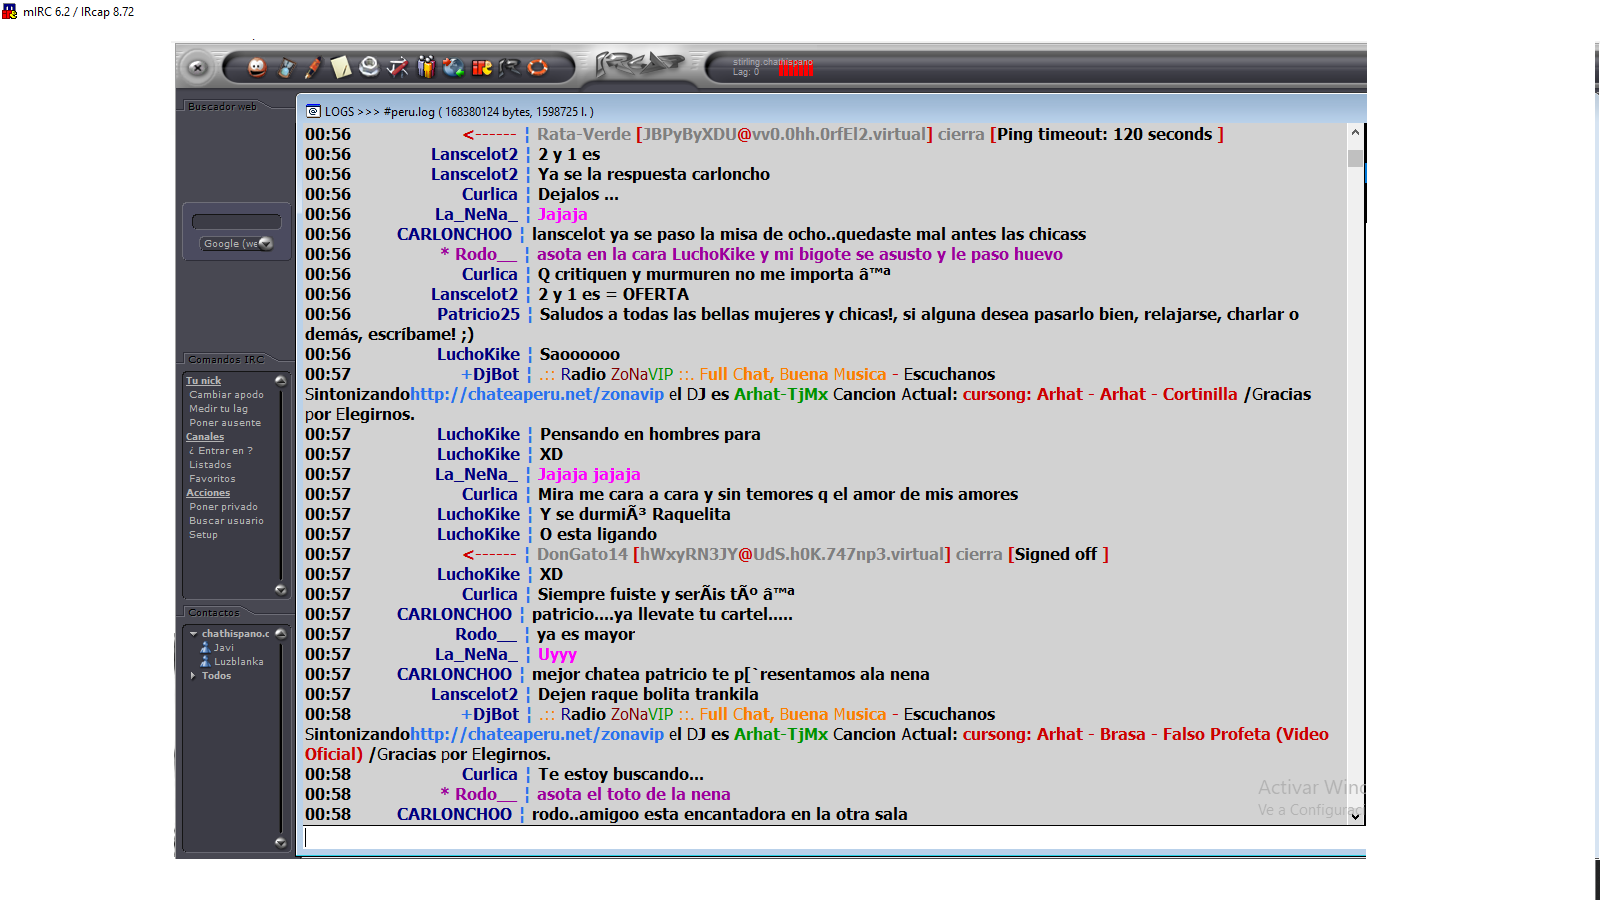 mIRC 6.2 / IRcap 8.72
stirling.chathispano
Lag: 0
Buscador web
LOGS >>> #peru.log ( 168380124 bytes, 1598725 l. )
Google (we
Comandos IRC
Tu nick
Cambiar apodo
Medir tu lag
Poner ausente
Canales
¿ Entrar en ?
Listados
Favoritos
Acciones
Poner privado
Buscar usuario
Setup
Contactos
chathispano.c
Javi
Luzblanka
Todos
00:56 <------ ¦ Rata-Verde [JBPyByXDU@vv0.0hh.0rfEl2.virtual] cierra [Ping timeout: 120 seconds ]
00:56 Lanscelot2 ¦ 2 y 1 es
00:56 Lanscelot2 ¦ Ya se la respuesta carloncho
00:56 Curlica ¦ Dejalos ...
00:56 La_NeNa_ ¦ Jajaja
00:56 CARLONCHOO ¦ lanscelot ya se paso la misa de ocho..quedaste mal antes las chicass
00:56 * Rodo__ ¦ asota en la cara LuchoKike y mi bigote se asusto y le paso huevo
00:56 Curlica ¦ Q critiquen y murmuren no me importa â™ª
00:56 Lanscelot2 ¦ 2 y 1 es = OFERTA
00:56 Patricio25 ¦ Saludos a todas las bellas mujeres y chicas!, si alguna desea pasarlo bien, relajarse, charlar o
demás, escríbame! ;)
00:56 LuchoKike ¦ Saoooooo
00:57 +DjBot ¦ .:: Radio ZoNaVIP ::. Full Chat, Buena Musica - Escuchanos
Sintonizandohttp://chateaperu.net/zonavip el DJ es Arhat-TjMx Cancion Actual: cursong: Arhat - Arhat - Cortinilla /Gracias
por Elegirnos.
00:57 LuchoKike ¦ Pensando en hombres para
00:57 LuchoKike ¦ XD
00:57 La_NeNa_ ¦ Jajaja jajaja
00:57 Curlica ¦ Mira me cara a cara y sin temores q el amor de mis amores
00:57 LuchoKike ¦ Y se durmiÃ³ Raquelita
00:57 LuchoKike ¦ O esta ligando
00:57 <------ ¦ DonGato14 [hWxyRN3JY@UdS.h0K.747np3.virtual] cierra [Signed off ]
00:57 LuchoKike ¦ XD
00:57 Curlica ¦ Siempre fuiste y serÃis tÃº â™ª
00:57 CARLONCHOO ¦ patricio....ya llevate tu cartel.....
00:57 Rodo__ ¦ ya es mayor
00:57 La_NeNa_ ¦ Uyyy
00:57 CARLONCHOO ¦ mejor chatea patricio te p[`resentamos ala nena
00:57 Lanscelot2 ¦ Dejen raque bolita trankila
00:58 +DjBot ¦ .:: Radio ZoNaVIP ::. Full Chat, Buena Musica - Escuchanos
Sintonizandohttp://chateaperu.net/zonavip el DJ es Arhat-TjMx Cancion Actual: cursong: Arhat - Brasa - Falso Profeta (Video
Oficial) /Gracias por Elegirnos.
00:58 Curlica ¦ Te estoy buscando...
00:58 * Rodo__ ¦ asota el toto de la nena
00:58 CARLONCHOO ¦ rodo..amigoo esta encantadora en la otra sala
Activar Winc
Ve a Configurac